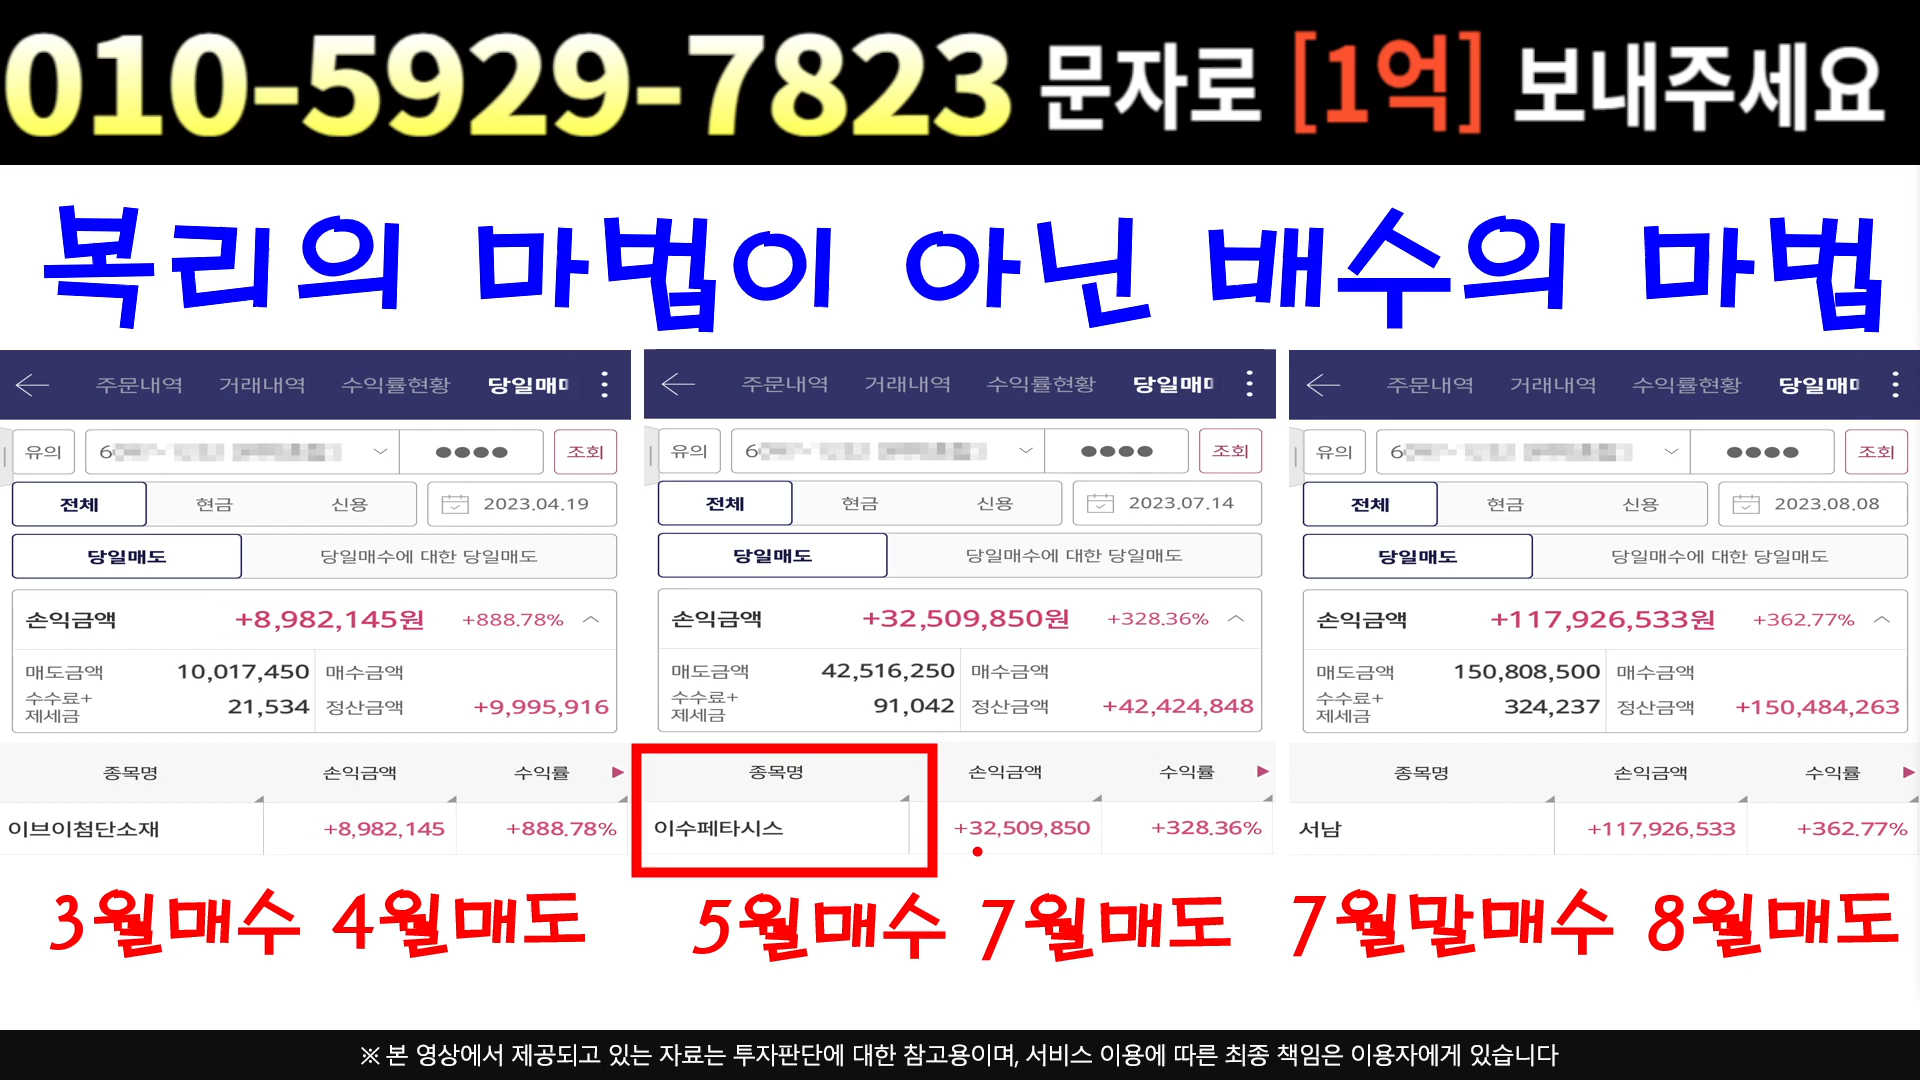 010-5929-7823 문자로 [1억] 보내주세요
복리의 마법이 아닌 배수의 마법
주문내역 거래내역 수익률현황 당일매
유의 6 ●●●● 조회
전체 현금 신용 2023.04.19
당일매도 당일매수에 대한 당일매도
손익금액 +8,982,145원 +888.78%
매도금액 10,017,450 매수금액
수수료+제세금 21,534 정산금액 +9,995,916
종목명 손익금액 수익률
이브이첨단소재 +8,982,145 +888.78%
3월매수 4월매도
주문내역 거래내역 수익률현황 당일매
유의 6 ●●●● 조회
전체 현금 신용 2023.07.14
당일매도 당일매수에 대한 당일매도
손익금액 +32,509,850원 +328.36%
매도금액 42,516,250 매수금액
수수료+제세금 91,042 정산금액 +42,424,848
종목명 손익금액 수익률
이수페타시스 +32,509,850 +328.36%
5월매수 7월매도
주문내역 거래내역 수익률현황 당일매
유의 6 ●●●● 조회
전체 현금 신용 2023.08.08
당일매도 당일매수에 대한 당일매도
손익금액 +117,926,533원 +362.77%
매도금액 150,808,500 매수금액
수수료+제세금 324,237 정산금액 +150,484,263
종목명 손익금액 수익률
서남 +117,926,533 +362.77%
7월말매수 8월매도
※ 본 영상에서 제공되고 있는 자료는 투자판단에 대한 참고용이며, 서비스 이용에 따른 최종 책임은 이용자에게 있습니다